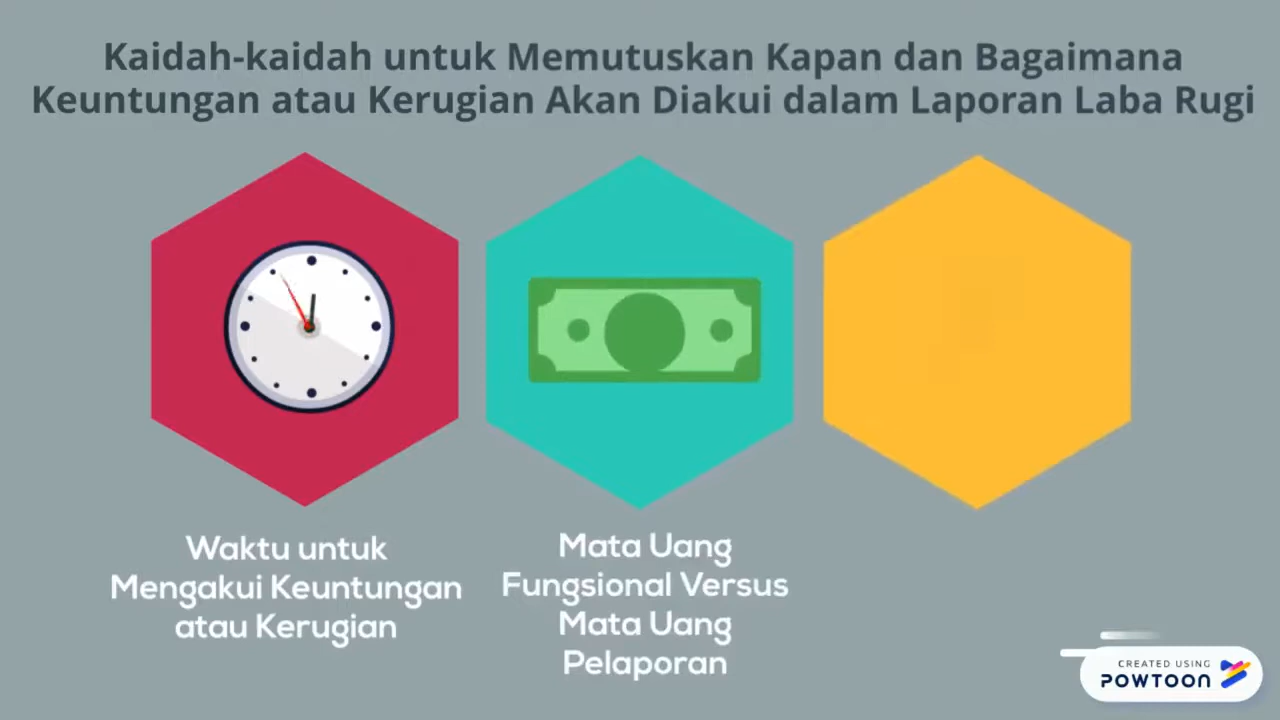 Kaidah-kaidah untuk Memutuskan Kapan dan Bagaimana
Keuntungan atau Kerugian Akan Diakui dalam Laporan Laba Rugi
Waktu untuk
Mengakui Keuntungan
atau Kerugian
Mata Uang
Fungsional Versus
Mata Uang
Pelaporan
CREATED USING
POWTOON